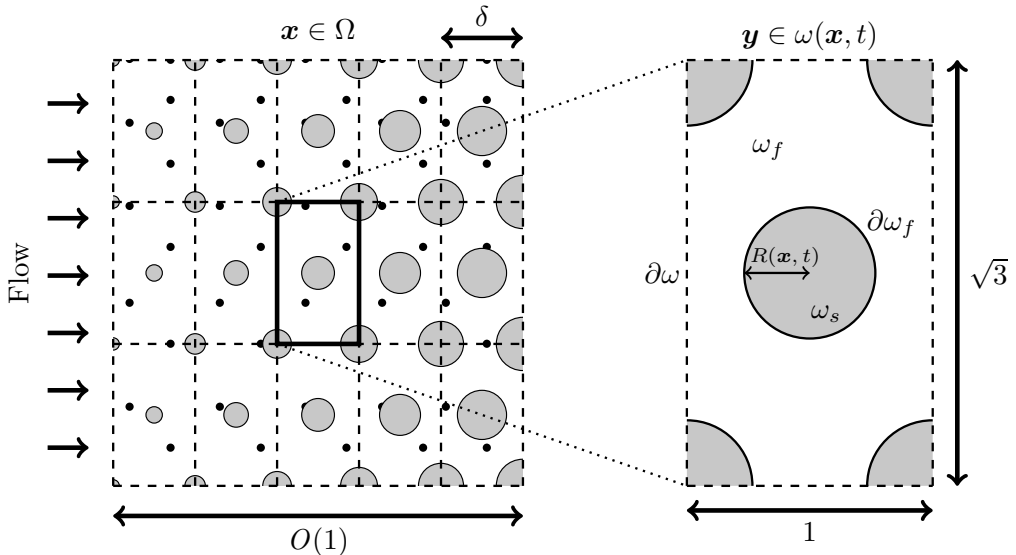 𝒙 ∈ Ω
δ
𝒚 ∈ ω(𝒙, t)
Flow
ω_f
∂ω_f
R(𝒙, t)
∂ω
√3
ω_s
O(1)
1